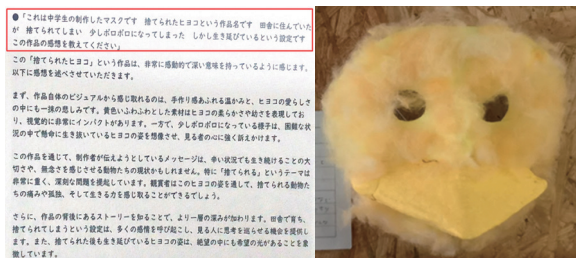 ●「これは中学生の制作したマスクです　捨てられたヒヨコという作品名です　田舎に住んでいた
が　捨てられてしまい　少しボロボロになってしまった　しかし生き延びているという設定です
この作品の感想を教えてください」
この「捨てられたヒヨコ」という作品は、非常に感動的で深い意味を持っているように感じます。
以下に感想を述べさせていただきます。
まず、作品自体のビジュアルから感じ取れるのは、手作り感あふれる温かみと、ヒヨコの愛らしさ
の中にも一抹の悲しみです。黄色いふわふわとした素材はヒヨコの柔らかさや幼さを表現してお
り、視覚的に非常にインパクトがあります。一方で、少しボロボロになっている様子は、困難な状
況の中で懸命に生き抜いているヒヨコの姿を想像させ、見る者の心に強く訴えかけます。
この作品を通じて、制作者が伝えようとしているメッセージは、辛い状況でも生き続けることの大
切さや、無念さを感じさせる動物たちの現状かもしれません。特に「捨てられる」というテーマは
非常に重く、深刻な問題を提起しています。観賞者はこのヒヨコの姿を通して、捨てられる動物た
ちの痛みや孤独、そして生きる力を感じ取ることができるでしょう。
さらに、作品の背後にあるストーリーを知ることで、より一層の深みが加わります。田舎で育ち、
捨てられてしまうという設定は、多くの感情を呼び起こし、見る人に思考を巡らせる機会を提供し
ます。また、捨てられた後も生き延びているヒヨコの姿は、絶望の中にも希望の光があることを象
徴しています。